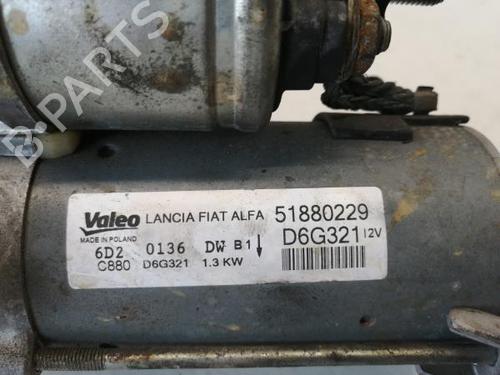 B-PARTS
Valeo LANCIA FIAT ALFA 51880229
MADE IN POLAND
D6G321 12V
6D2 0136 DW B1↓
C880 D6G321 1.3 KW